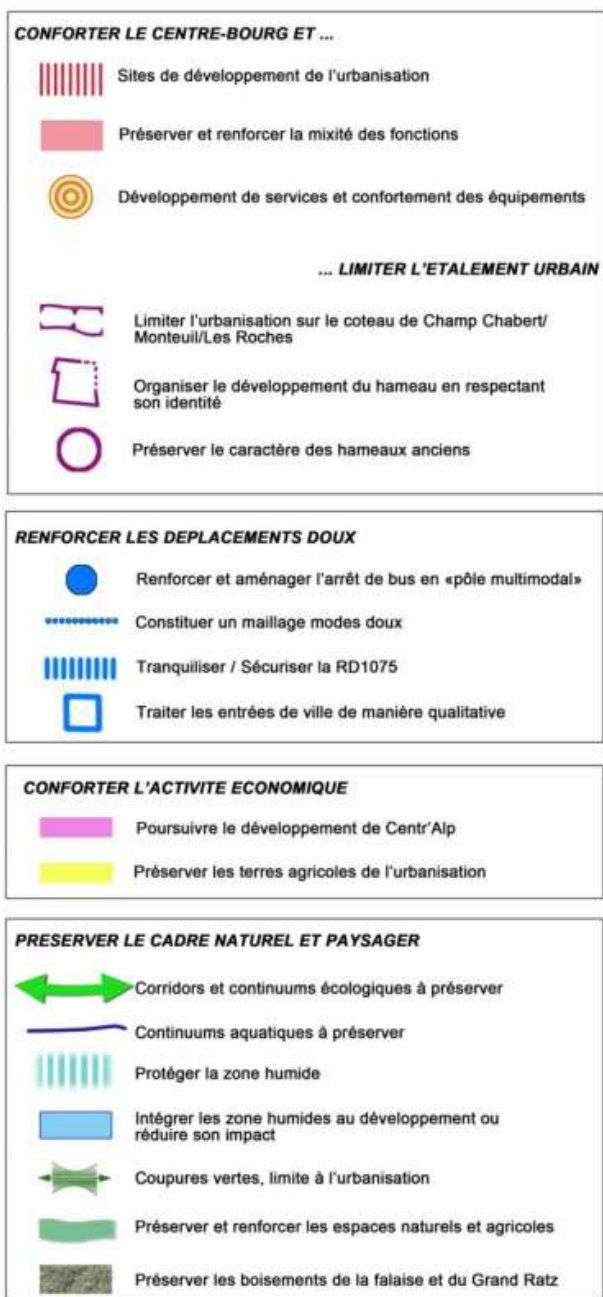 CONFORTER LE CENTRE-BOURG ET ...
Sites de développement de l'urbanisation
Préserver et renforcer la mixité des fonctions
Développement de services et confortement des équipements
... LIMITER L'ETALEMENT URBAIN
Limiter l'urbanisation sur le coteau de Champ Chabert/
Monteuil/Les Roches
Organiser le développement du hameau en respectant
son identité
Préserver le caractère des hameaux anciens
RENFORCER LES DEPLACEMENTS DOUX
Renforcer et aménager l'arrêt de bus en «pôle multimodal»
Constituer un maillage modes doux
Tranquiliser / Sécuriser la RD1075
Traiter les entrées de ville de manière qualitative
CONFORTER L'ACTIVITE ECONOMIQUE
Poursuivre le développement de Centr'Alp
Préserver les terres agricoles de l'urbanisation
PRESERVER LE CADRE NATUREL ET PAYSAGER
Corridors et continuums écologiques à préserver
Continuums aquatiques à préserver
Protéger la zone humide
Intégrer les zone humides au développement ou
réduire son impact
Coupures vertes, limite à l'urbanisation
Préserver et renforcer les espaces naturels et agricoles
Préserver les boisements de la falaise et du Grand Ratz